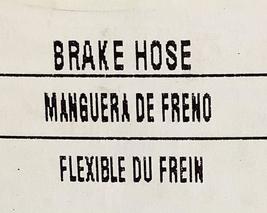 BRAKE HOSE
MANGUERA DE FRENO
FLEXIBLE DU FREIN